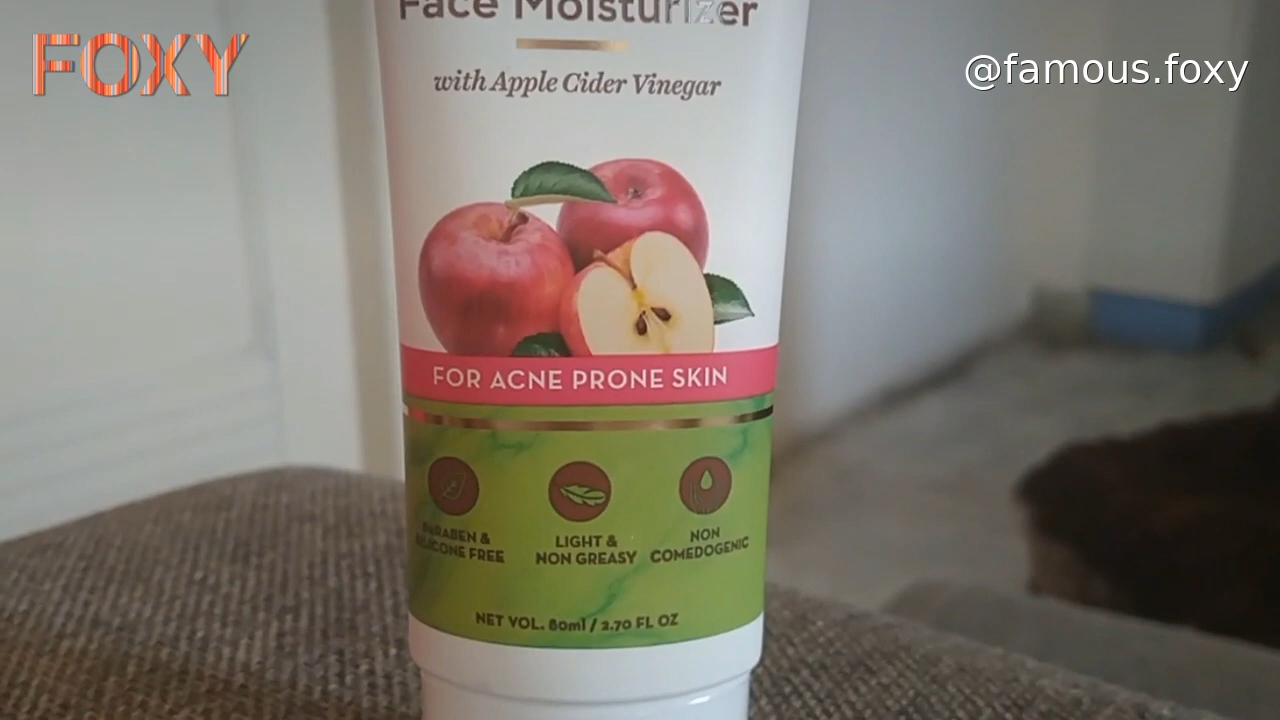 Face Moisturizer
FOXY
@famous.foxy
with Apple Cider Vinegar
FOR ACNE PRONE SKIN
PARABEN &
SILICONE FREE
LIGHT &
NON GREASY
NON
COMEDOGENIC
NET VOL. 80ml / 2.70 FL OZ